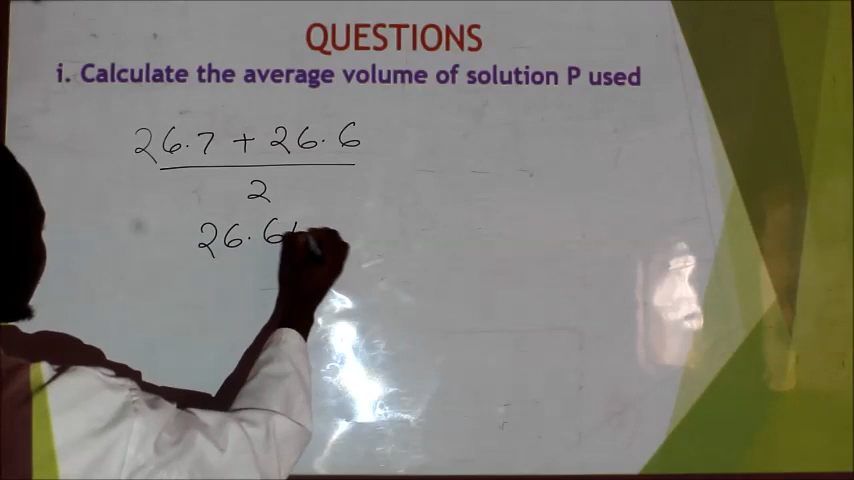 QUESTIONS
i. Calculate the average volume of solution P used
26.7 + 26.6
2
26.6